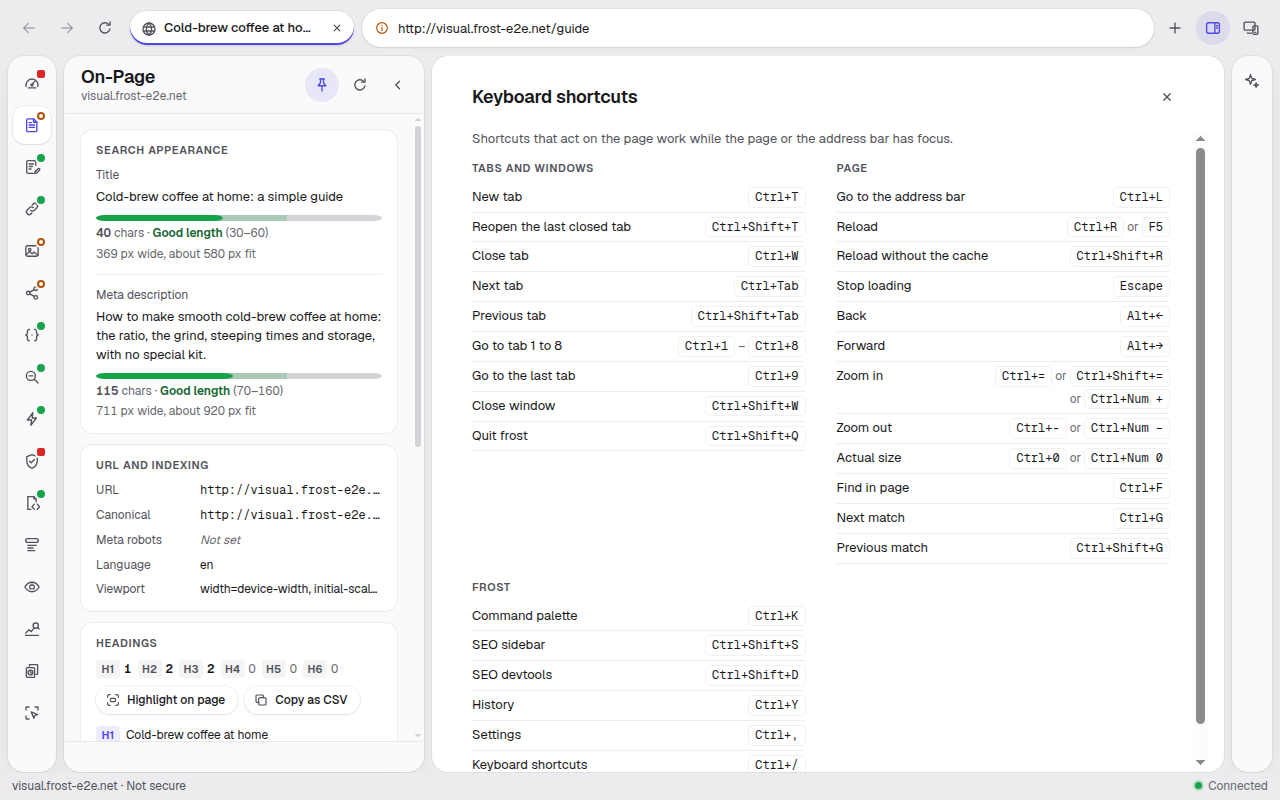 Cold-brew coffee at ho...
http://visual.frost-e2e.net/guide
On-Page
visual.frost-e2e.net
SEARCH APPEARANCE
Title
Cold-brew coffee at home: a simple guide
40 chars · Good length (30–60)
369 px wide, about 580 px fit
Meta description
How to make smooth cold-brew coffee at home:
the ratio, the grind, steeping times and storage,
with no special kit.
115 chars · Good length (70–160)
711 px wide, about 920 px fit
URL AND INDEXING
URL http://visual.frost-e2e.…
Canonical http://visual.frost-e2e.…
Meta robots Not set
Language en
Viewport width=device-width, initial-scal…
HEADINGS
H1 1 H2 2 H3 2 H4 0 H5 0 H6 0
Highlight on page Copy as CSV
H1 Cold-brew coffee at home
Keyboard shortcuts
Shortcuts that act on the page work while the page or the address bar has focus.
TABS AND WINDOWS
New tab Ctrl+T
Reopen the last closed tab Ctrl+Shift+T
Close tab Ctrl+W
Next tab Ctrl+Tab
Previous tab Ctrl+Shift+Tab
Go to tab 1 to 8 Ctrl+1 – Ctrl+8
Go to the last tab Ctrl+9
Close window Ctrl+Shift+W
Quit frost Ctrl+Shift+Q
PAGE
Go to the address bar Ctrl+L
Reload Ctrl+R or F5
Reload without the cache Ctrl+Shift+R
Stop loading Escape
Back Alt+←
Forward Alt+→
Zoom in Ctrl+= or Ctrl+Shift+=
or Ctrl+Num +
Zoom out Ctrl+- or Ctrl+Num -
Actual size Ctrl+0 or Ctrl+Num 0
Find in page Ctrl+F
Next match Ctrl+G
Previous match Ctrl+Shift+G
FROST
Command palette Ctrl+K
SEO sidebar Ctrl+Shift+S
SEO devtools Ctrl+Shift+D
History Ctrl+Y
Settings Ctrl+,
Keyboard shortcuts Ctrl+/
visual.frost-e2e.net · Not secure
Connected